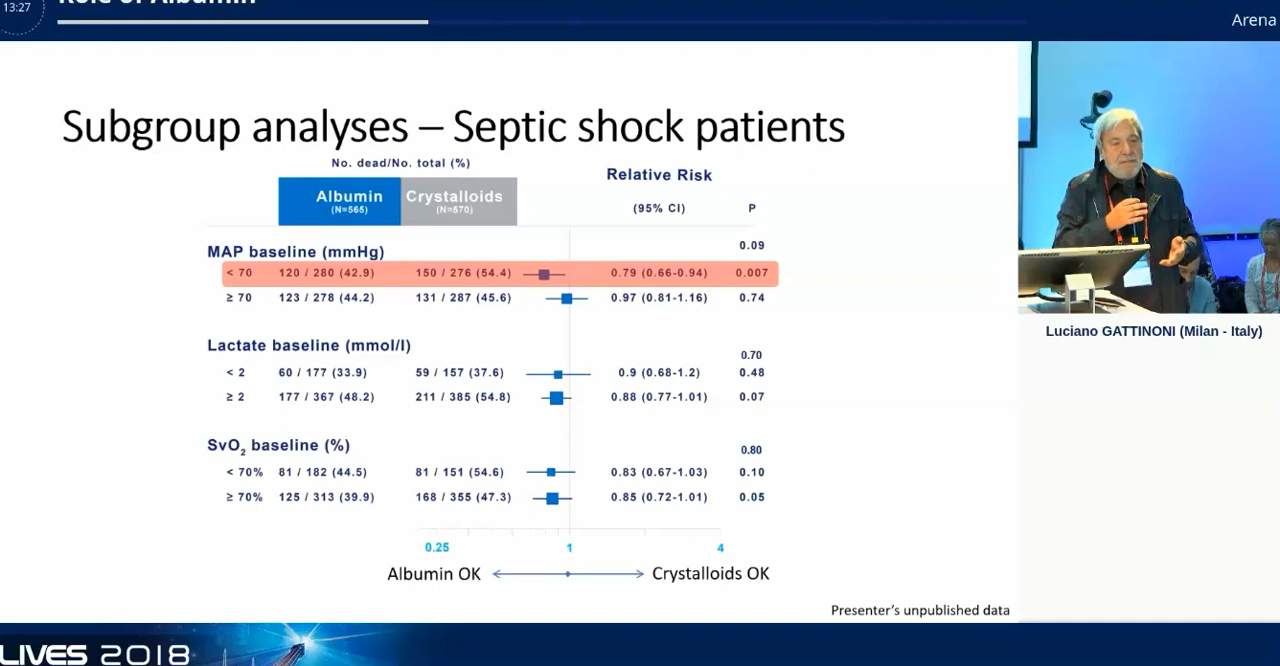 13:27
Role of Albumin
Arena
Subgroup analyses – Septic shock patients
No. dead/No. total (%)
Albumin Crystalloids Relative Risk
(N=565) (N=570) (95% CI) P
0.09
MAP baseline (mmHg)
< 70 120 / 280 (42.9) 150 / 276 (54.4) 0.79 (0.66-0.94) 0.007
≥ 70 123 / 278 (44.2) 131 / 287 (45.6) 0.97 (0.81-1.16) 0.74
Lactate baseline (mmol/l)
0.70
< 2 60 / 177 (33.9) 59 / 157 (37.6) 0.9 (0.68-1.2) 0.48
≥ 2 177 / 367 (48.2) 211 / 385 (54.8) 0.88 (0.77-1.01) 0.07
SvO2 baseline (%)
0.80
< 70% 81 / 182 (44.5) 81 / 151 (54.6) 0.83 (0.67-1.03) 0.10
≥ 70% 125 / 313 (39.9) 168 / 355 (47.3) 0.85 (0.72-1.01) 0.05
0.25 1 4
Albumin OK Crystalloids OK
Presenter's unpublished data
Luciano GATTINONI (Milan - Italy)
LIVES 2018